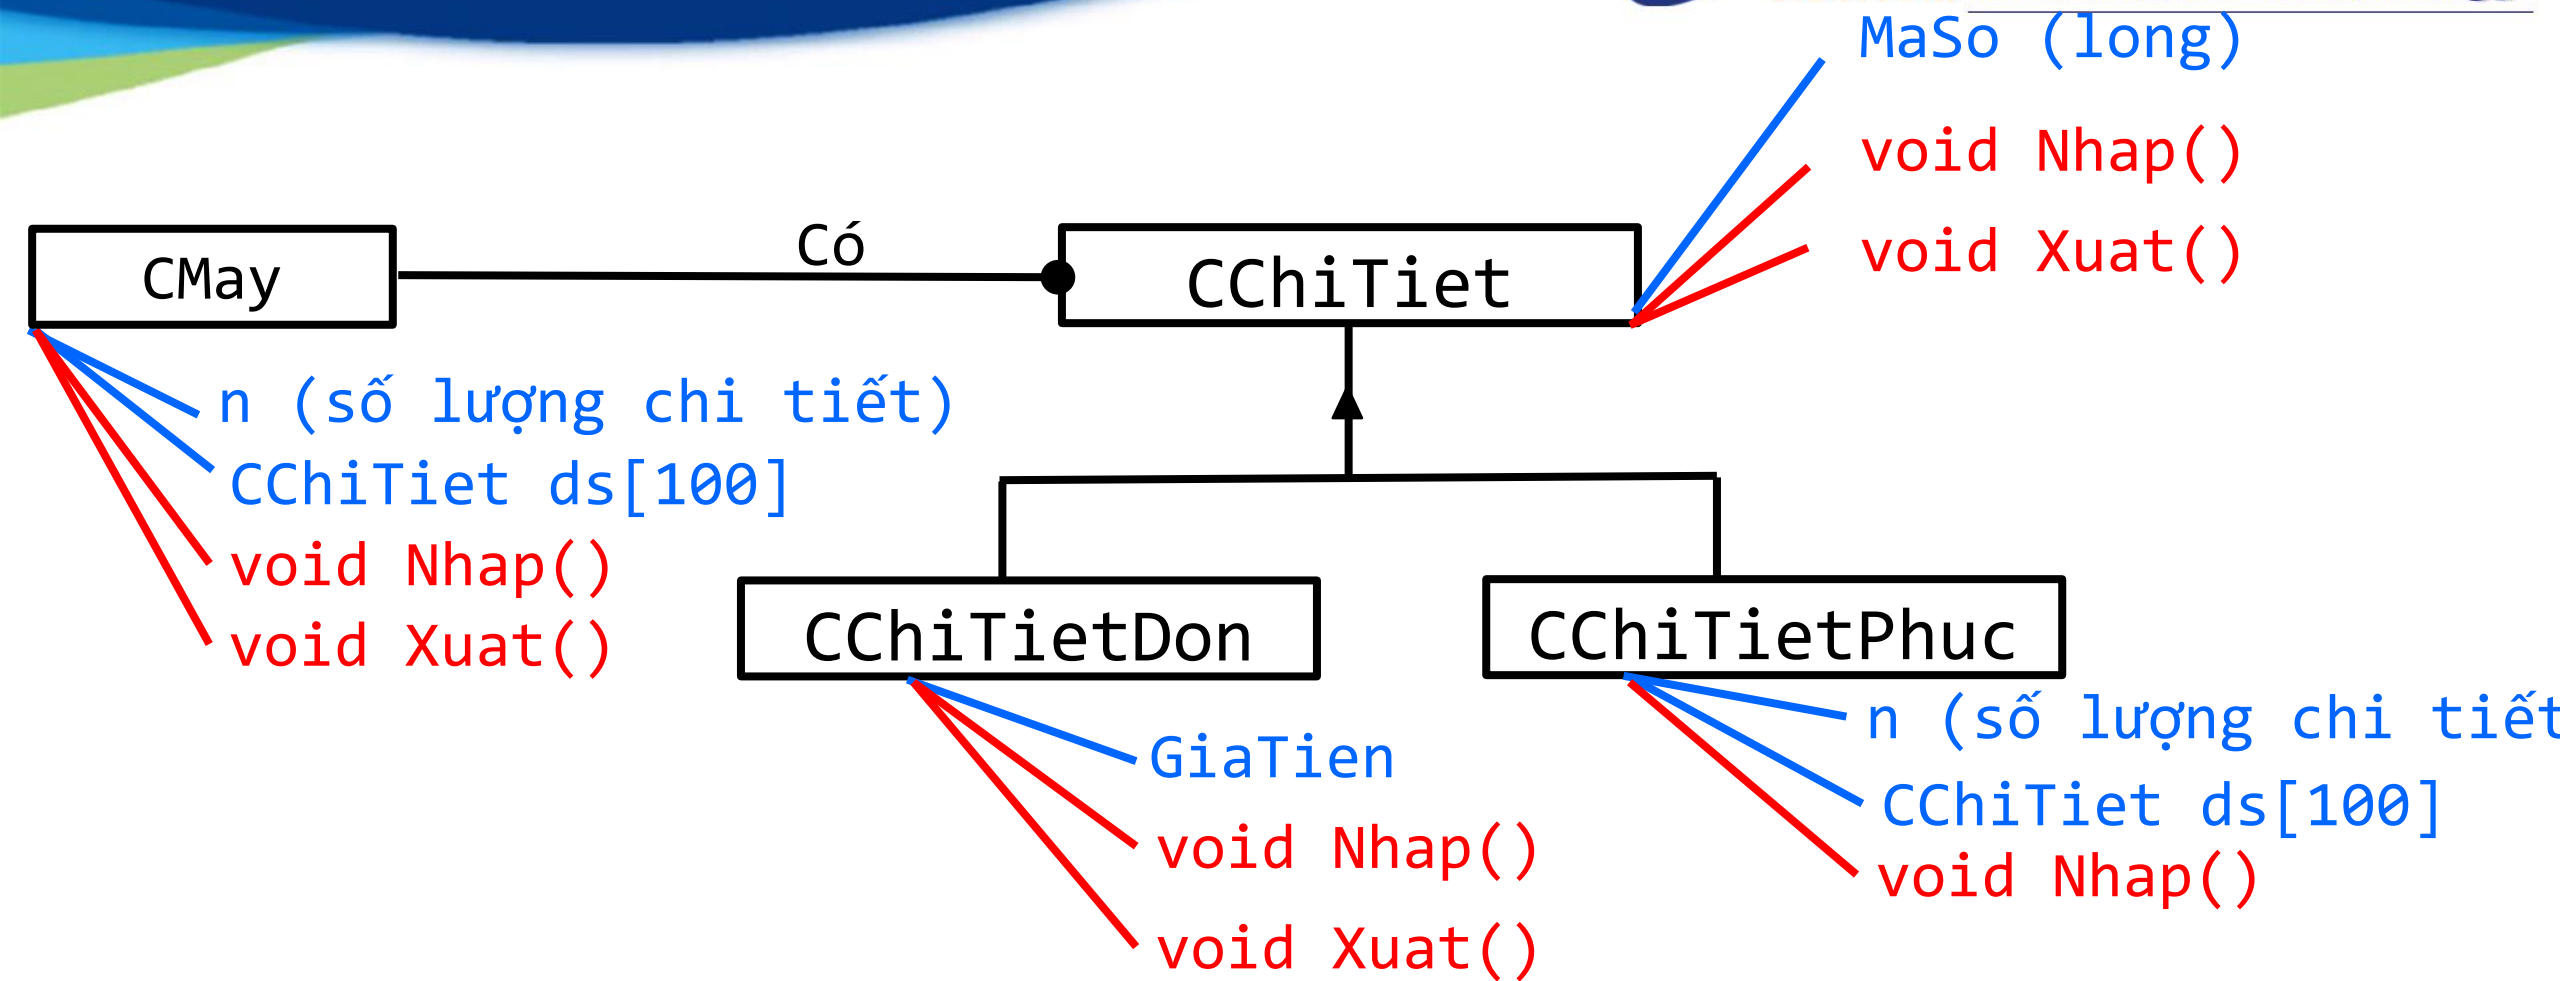 MaSo (long)
void Nhap()
void Xuat()
Có
CMay
CChiTiet
n (số lượng chi tiết)
CChiTiet ds[100]
void Nhap()
void Xuat()
CChiTietDon
CChiTietPhuc
GiaTien
void Nhap()
void Xuat()
n (số lượng chi tiết
CChiTiet ds[100]
void Nhap()